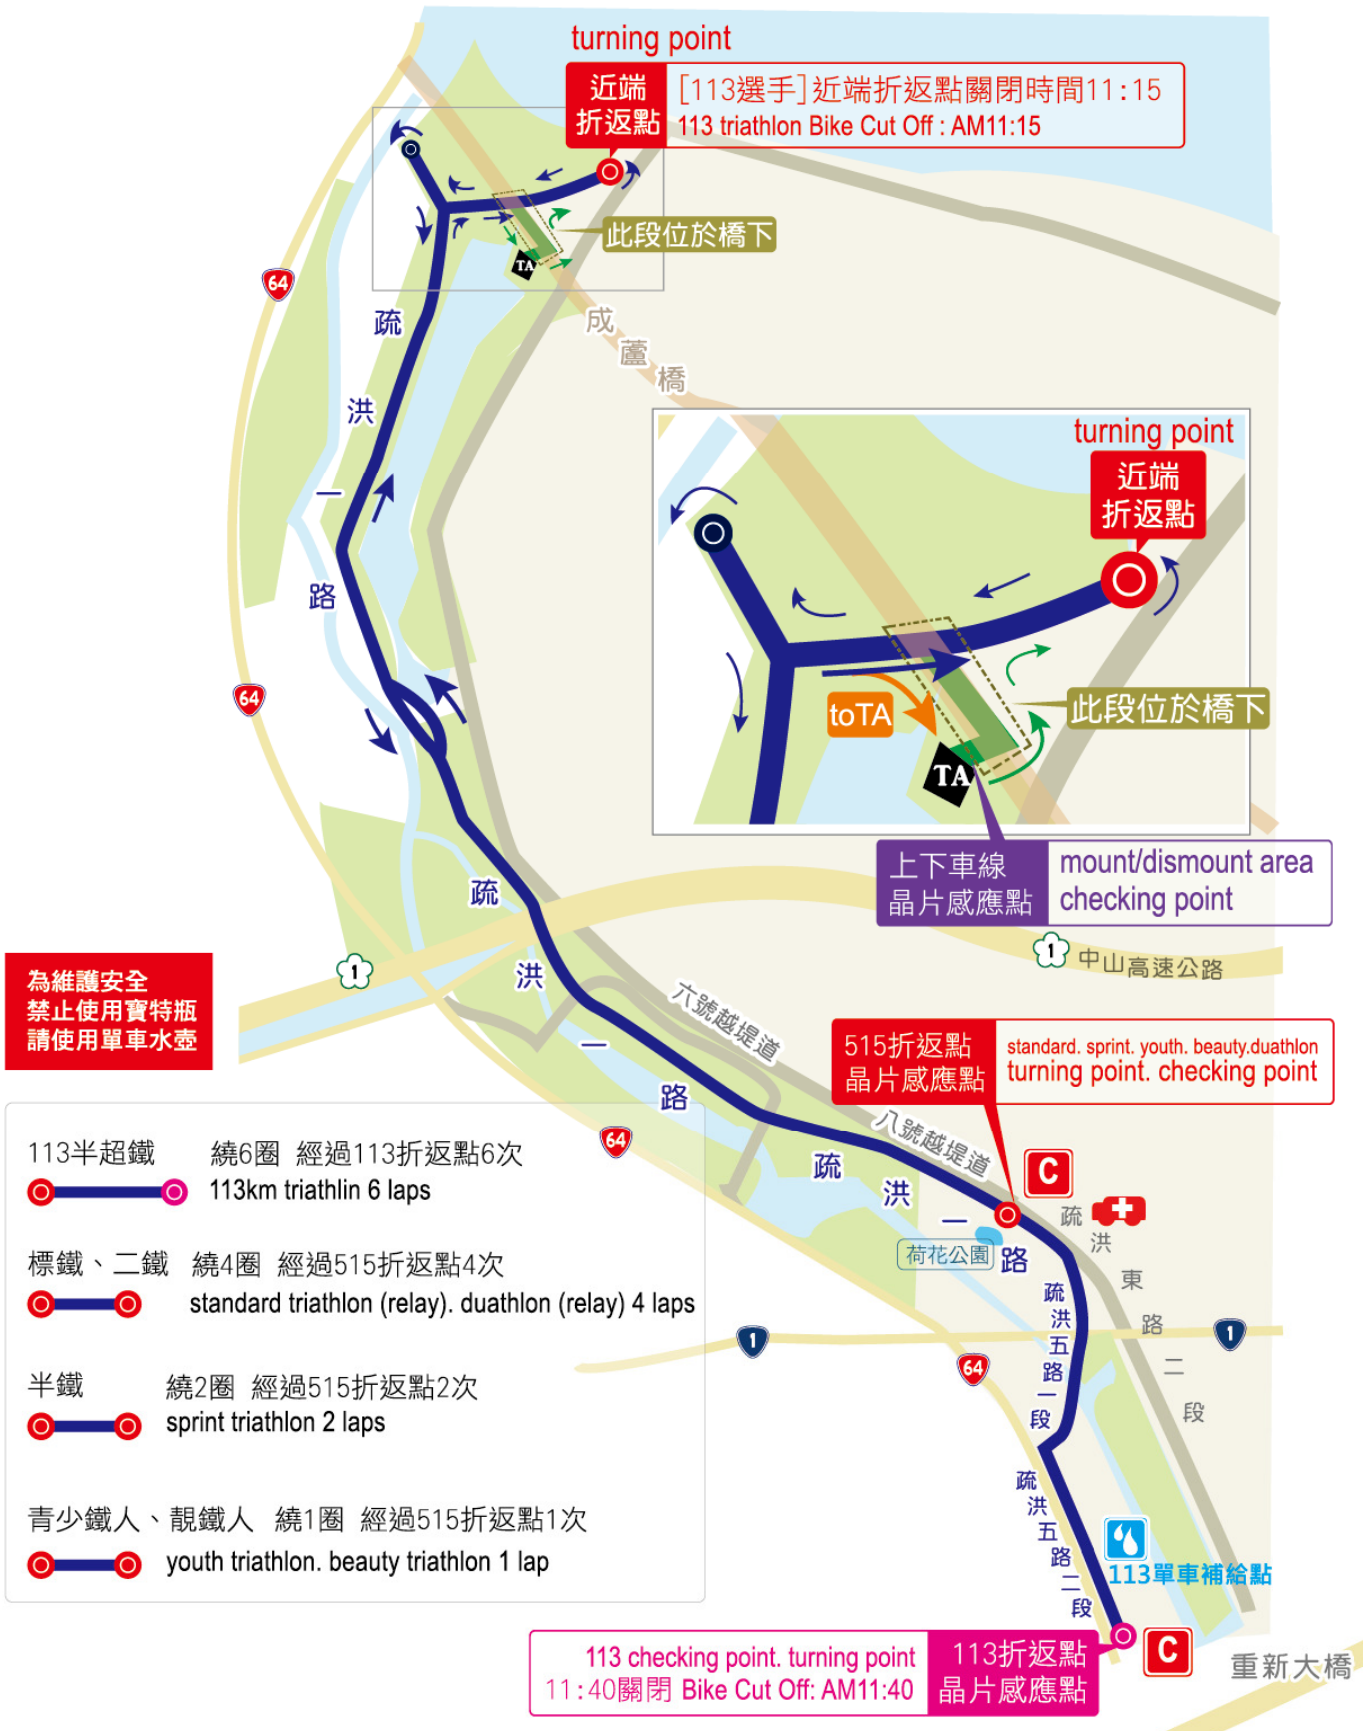 turning point
近端
折返點
[113選手]近端折返點關閉時間11:15
113 triathlon Bike Cut Off : AM11:15
此段位於橋下
TA
64
疏洪一路
成蘆橋
turning point
近端
折返點
toTA
此段位於橋下
TA
64
上下車線
晶片感應點
mount/dismount area
checking point
1
中山高速公路
1
疏洪一路
為維護安全
禁止使用寶特瓶
請使用單車水壺
六號越堤道
515折返點
晶片感應點
standard. sprint. youth. beauty.duathlon
turning point. checking point
八號越堤道
64
C
疏洪一路
荷花公園
疏洪東路二段
113半超鐵 繞6圈 經過113折返點6次
113km triathlin 6 laps
標鐵、二鐵 繞4圈 經過515折返點4次
standard triathlon (relay). duathlon (relay) 4 laps
半鐵 繞2圈 經過515折返點2次
sprint triathlon 2 laps
青少鐵人、靚鐵人 繞1圈 經過515折返點1次
youth triathlon. beauty triathlon 1 lap
1
1
64
疏洪五路一段
疏洪五路二段
113單車補給點
113 checking point. turning point
11:40關閉 Bike Cut Off: AM11:40
113折返點
晶片感應點
C
重新大橋